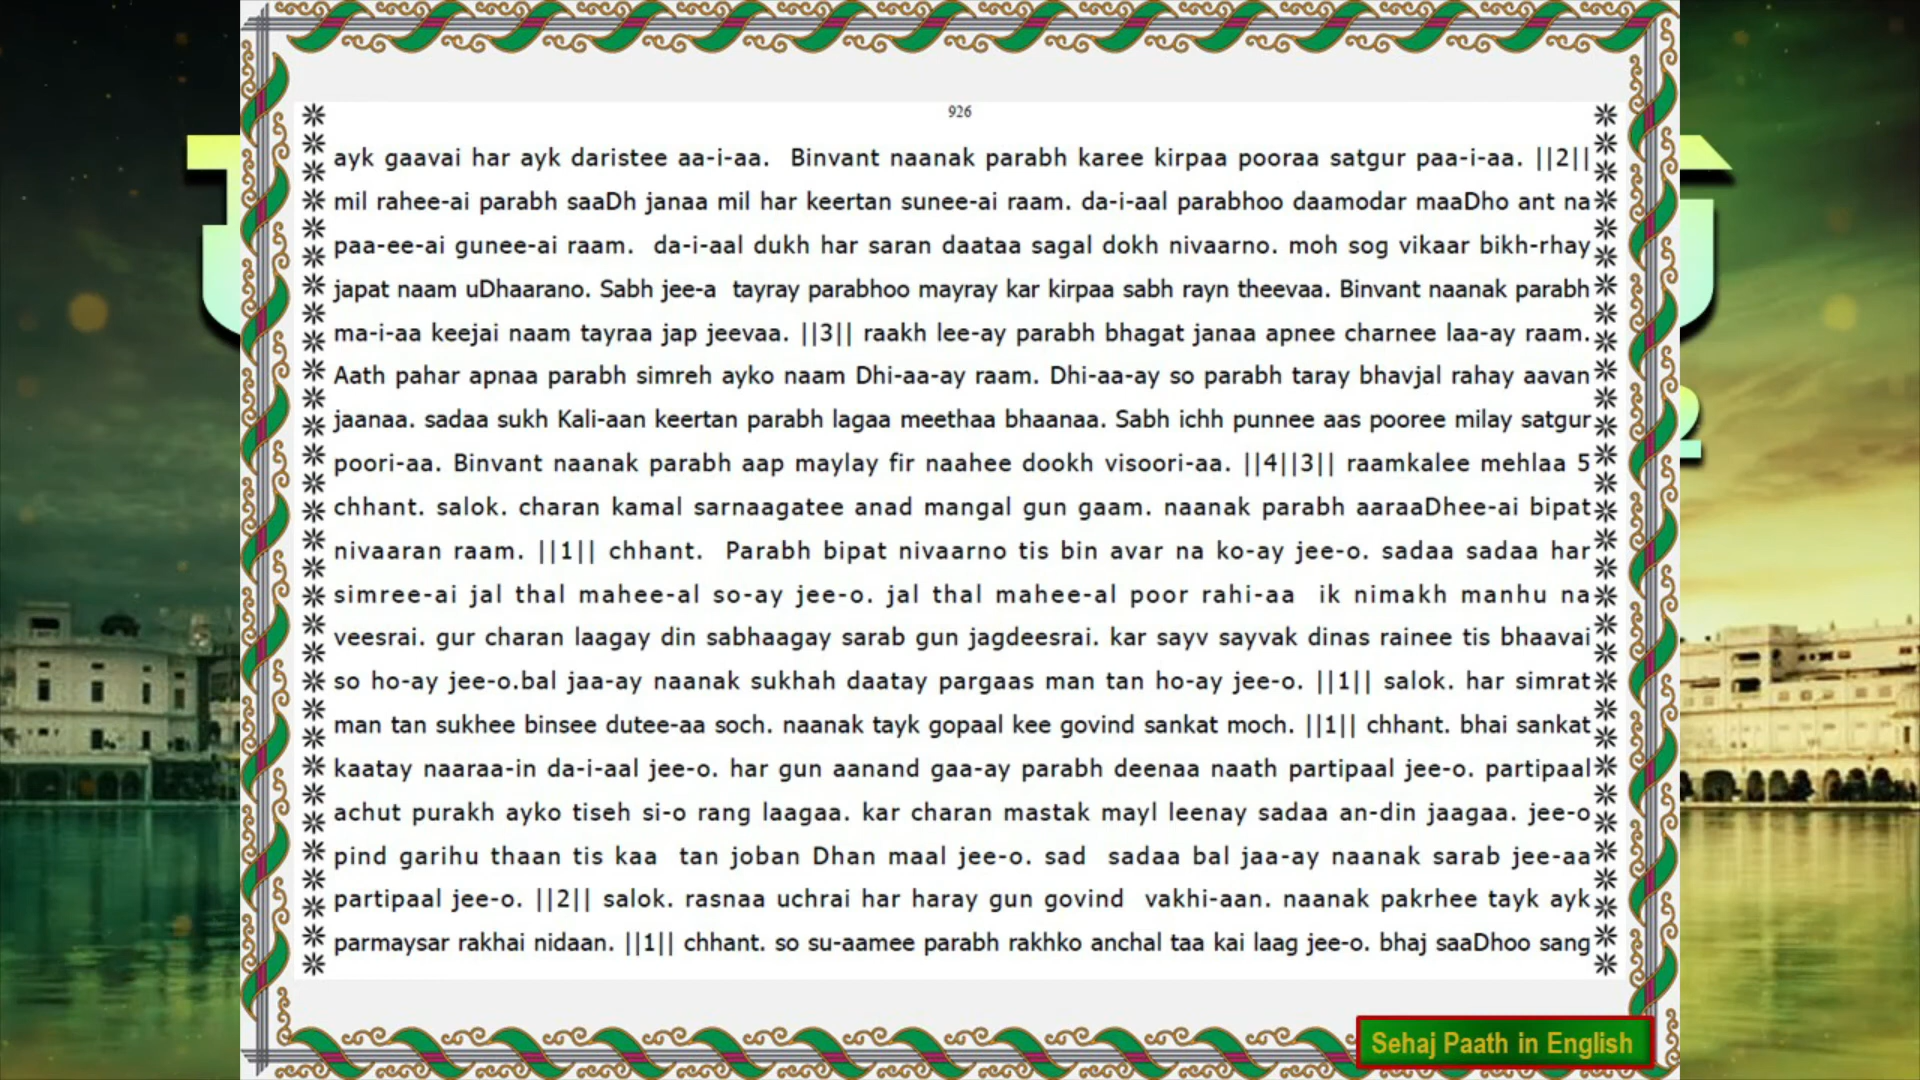 926
ayk gaavai har ayk daristee aa-i-aa. Binvant naanak parabh karee kirpaa pooraa satgur paa-i-aa. ||2||
mil rahee-ai parabh saaDh janaa mil har keertan sunee-ai raam. da-i-aal parabhoo daamodar maaDho ant na
paa-ee-ai gunee-ai raam. da-i-aal dukh har saran daataa sagal dokh nivaarno. moh sog vikaar bikh-rhay
japat naam uDhaarano. Sabh jee-a tayray parabhoo mayray kar kirpaa sabh rayn theevaa. Binvant naanak parabh
ma-i-aa keejai naam tayraa jap jeevaa. ||3|| raakh lee-ay parabh bhagat janaa apnee charnee laa-ay raam.
Aath pahar apnaa parabh simreh ayko naam Dhi-aa-ay raam. Dhi-aa-ay so parabh taray bhavjal rahay aavan
jaanaa. sadaa sukh Kali-aan keertan parabh lagaa meethaa bhaanaa. Sabh ichh punnee aas pooree milay satgur
poori-aa. Binvant naanak parabh aap maylay fir naahee dookh visoori-aa. ||4||3|| raamkalee mehlaa 5
chhant. salok. charan kamal sarnaagatee anad mangal gun gaam. naanak parabh aaraaDhee-ai bipat
nivaaran raam. ||1|| chhant. Parabh bipat nivaarno tis bin avar na ko-ay jee-o. sadaa sadaa har
simree-ai jal thal mahee-al so-ay jee-o. jal thal mahee-al poor rahi-aa ik nimakh manhu na
veesrai. gur charan laagay din sabhaagay sarab gun jagdeesrai. kar sayv sayvak dinas rainee tis bhaavai
so ho-ay jee-o.bal jaa-ay naanak sukhah daatay pargaas man tan ho-ay jee-o. ||1|| salok. har simrat
man tan sukhee binsee dutee-aa soch. naanak tayk gopaal kee govind sankat moch. ||1|| chhant. bhai sankat
kaatay naaraa-in da-i-aal jee-o. har gun aanand gaa-ay parabh deenaa naath partipaal jee-o. partipaal
achut purakh ayko tiseh si-o rang laagaa. kar charan mastak mayl leenay sadaa an-din jaagaa. jee-o
pind garihu thaan tis kaa tan joban Dhan maal jee-o. sad sadaa bal jaa-ay naanak sarab jee-aa
partipaal jee-o. ||2|| salok. rasnaa uchrai har haray gun govind vakhi-aan. naanak pakrhee tayk ayk
parmaysar rakhai nidaan. ||1|| chhant. so su-aamee parabh rakhko anchal taa kai laag jee-o. bhaj saaDhoo sang
2
Sehaj Paath in English